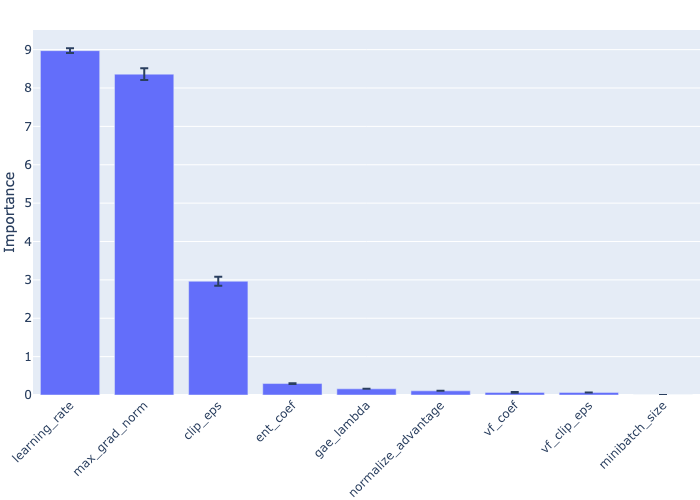 Importance
9
8
7
6
5
4
3
2
1
0
learning_rate
max_grad_norm
clip_eps
ent_coef
gae_lambda
normalize_advantage
vf_coef
vf_clip_eps
minibatch_size